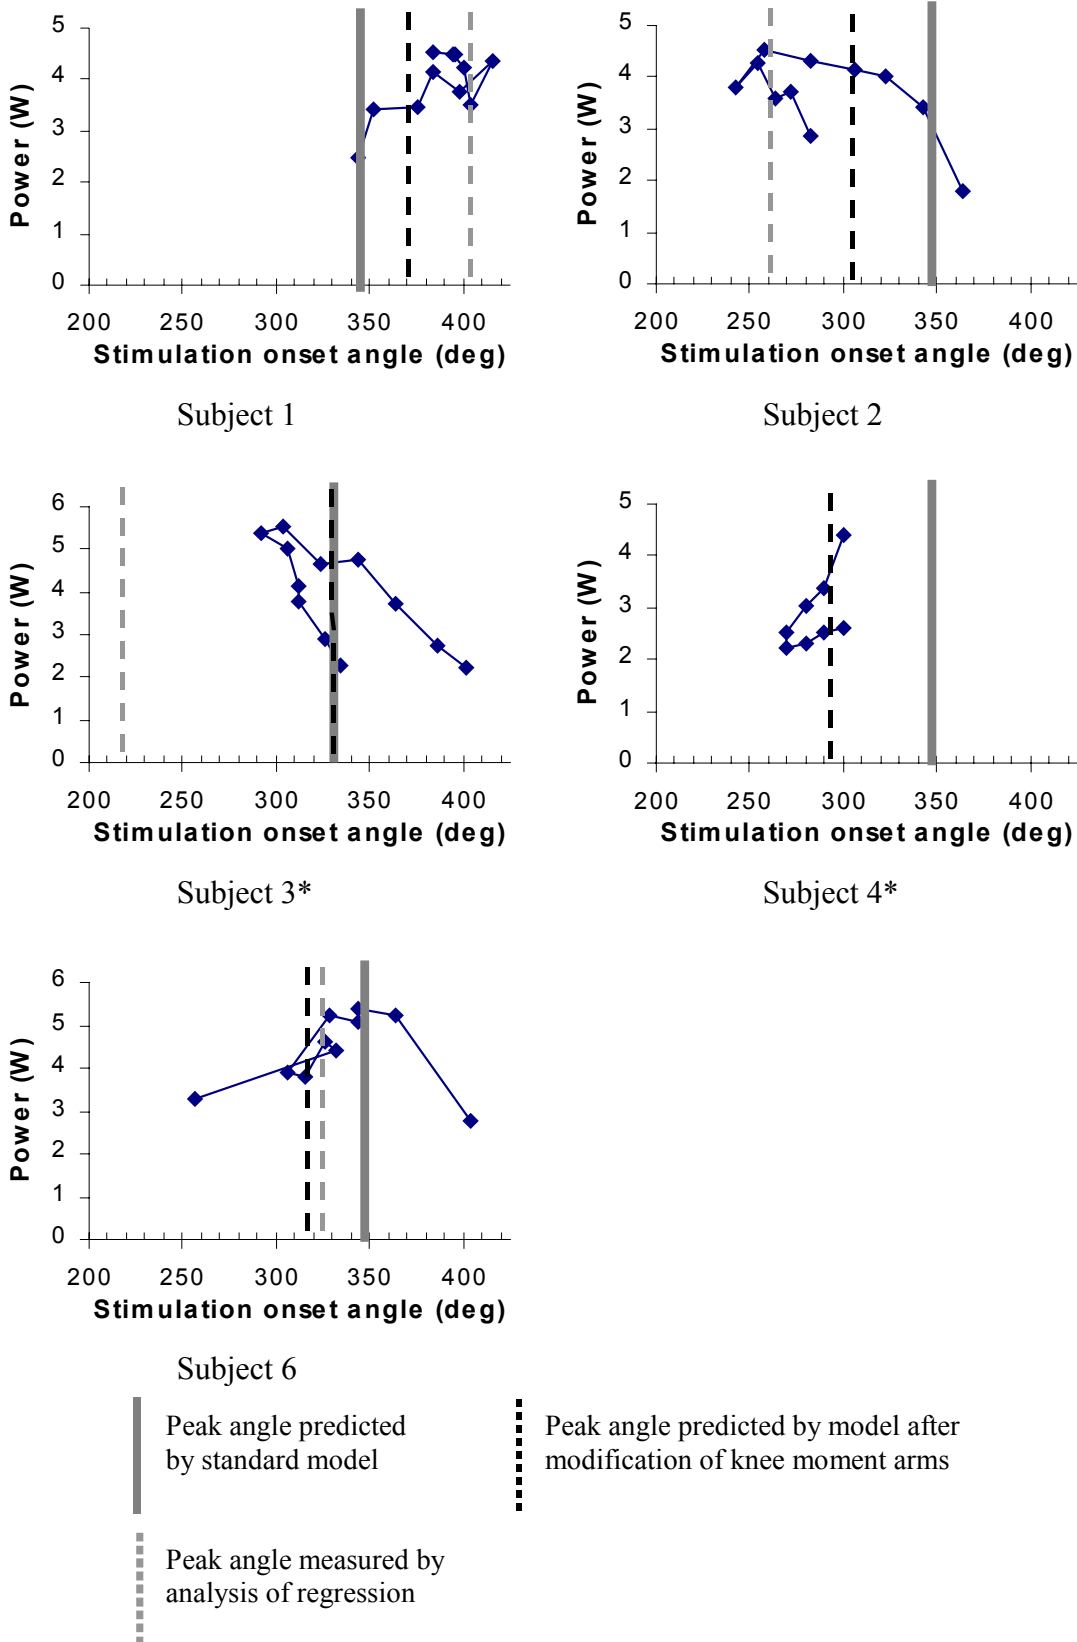 5
4
3
2
1
0
Power (W)
200 250 300 350 400
Stimulation onset angle (deg)
Subject 1
5
4
3
2
1
0
Power (W)
200 250 300 350 400
Stimulation onset angle (deg)
Subject 2
6
5
4
3
2
1
0
Power (W)
200 250 300 350 400
Stimulation onset angle (deg)
Subject 3*
5
4
3
2
1
0
Power (W)
200 250 300 350 400
Stimulation onset angle (deg)
Subject 4*
6
5
4
3
2
1
0
Power (W)
200 250 300 350 400
Stimulation onset angle (deg)
Subject 6
Peak angle predicted
by standard model
Peak angle predicted by model after
modification of knee moment arms
Peak angle measured by
analysis of regression